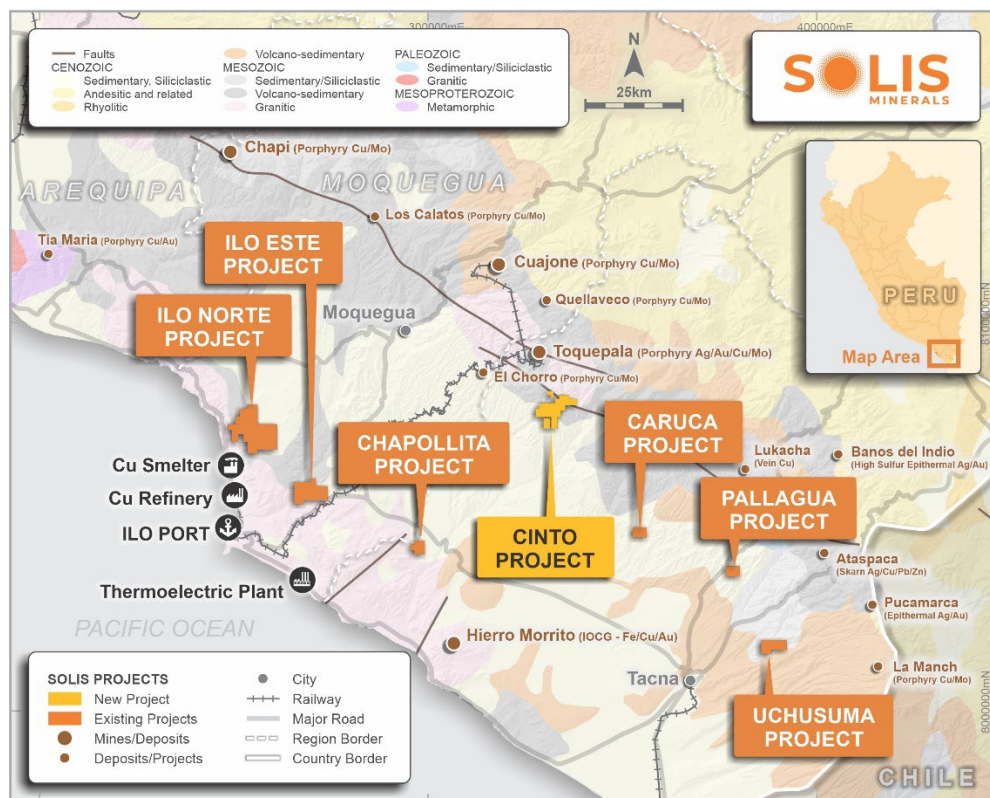 300000mE
400000mE
Faults
CENOZOIC
Sedimentary, Siliciclastic
Andesitic and related
Rhyolitic
Volcano-sedimentary
MESOZOIC
Sedimentary/Siliciclastic
Volcano-sedimentary
Granitic
PALEOZOIC
Sedimentary/Siliciclastic
Granitic
MESOPROTEROZOIC
Metamorphic
N
25km
SOLIS
MINERALS
Chapi (Porphyry Cu/Mo)
AREQUIPA
MOQUEGUA
Los Calatos (Porphyry Cu/Mo)
Tia Maria (Porphyry Cu/Au)
ILO ESTE
PROJECT
Cuajone (Porphyry Cu/Mo)
Quellaveco (Porphyry Cu/Mo)
PERU
Map Area
8100000mN
ILO NORTE
PROJECT
Moquegua
Toquepala (Porphyry Ag/Au/Cu/Mo)
El Chorro (Porphyry Cu/Mo)
CHAPOLLITA
PROJECT
CARUCA
PROJECT
Lukacha
(Vein Cu)
Banos del Indio
(High Sulfur Epithermal Ag/Au)
Cu Smelter
Cu Refinery
ILO PORT
CINTO
PROJECT
PALLAGUA
PROJECT
Ataspaca
(Skarn Ag/Cu/Pb/Zn)
Thermoelectric Plant
Pucamarca
(Epithermal Ag/Au)
PACIFIC OCEAN
Hierro Morrito (IOCG - Fe/Cu/Au)
La Manch
(Porphyry Cu/Mo)
Tacna
8000000mN
UCHUSUMA
PROJECT
CHILE
SOLIS PROJECTS
New Project
Existing Projects
Mines/Deposits
Deposits/Projects
City
Railway
Major Road
Region Border
Country Border